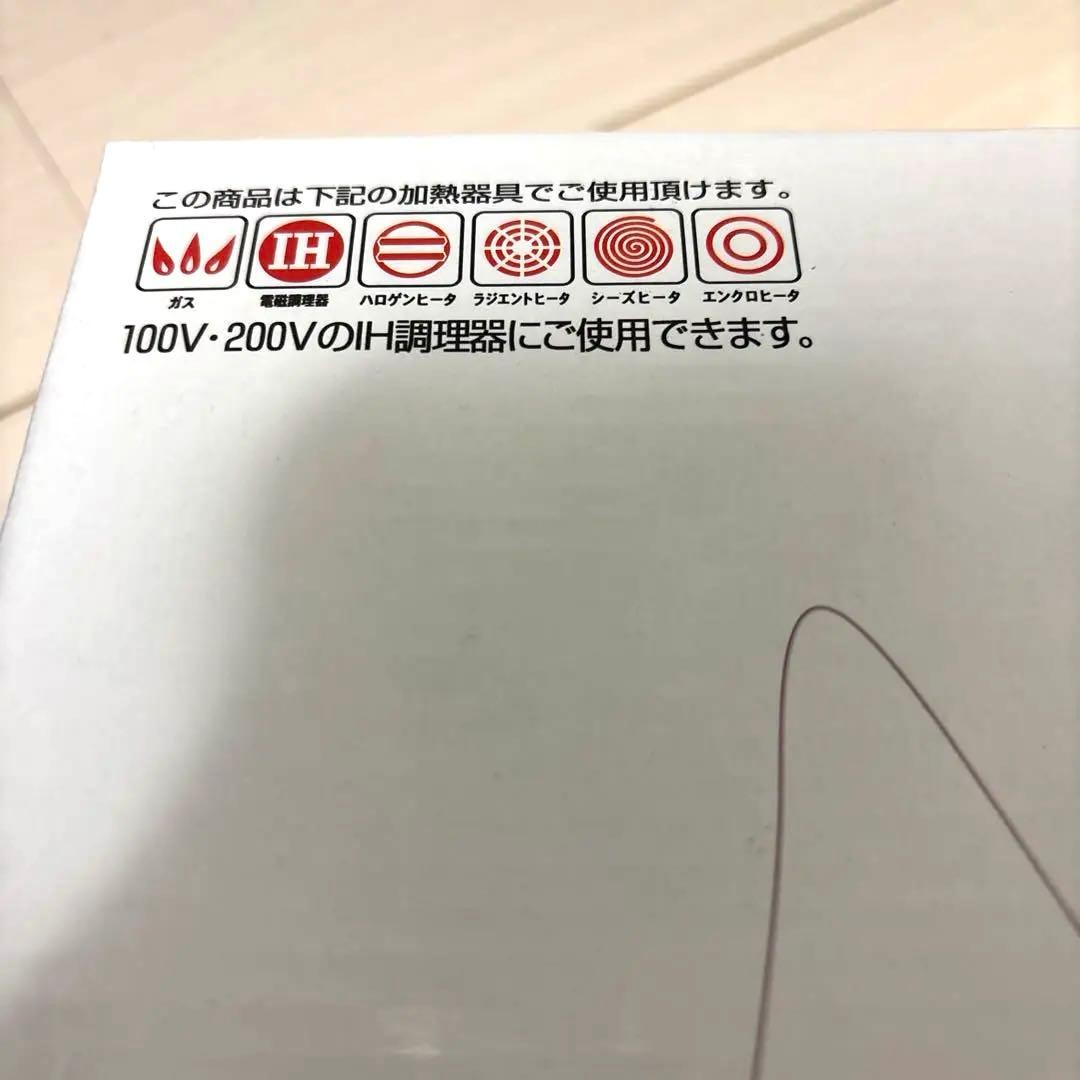 この商品は下記の加熱器具でご使用頂けます。
IH
ガス 電磁調理器 ハロゲンヒータ ラジエントヒータ シーズヒータ エンクロヒータ
100V・200VのIH調理器にご使用できます。